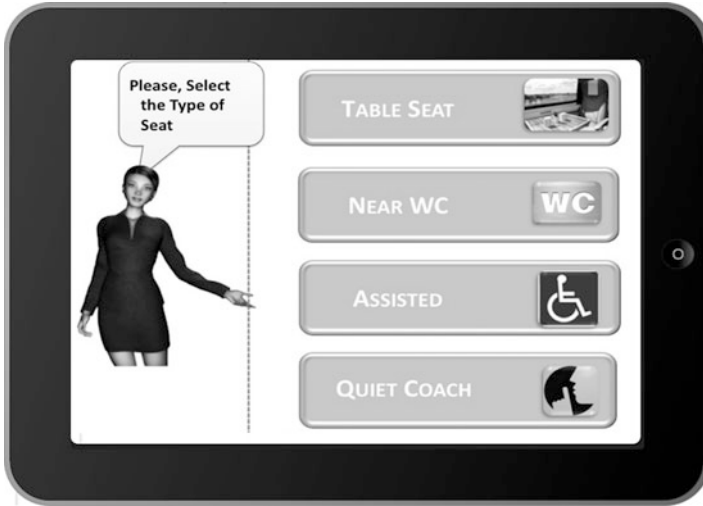 Please, Select
the Type of
Seat
TABLE SEAT
NEAR WC
WC
ASSISTED
QUIET COACH